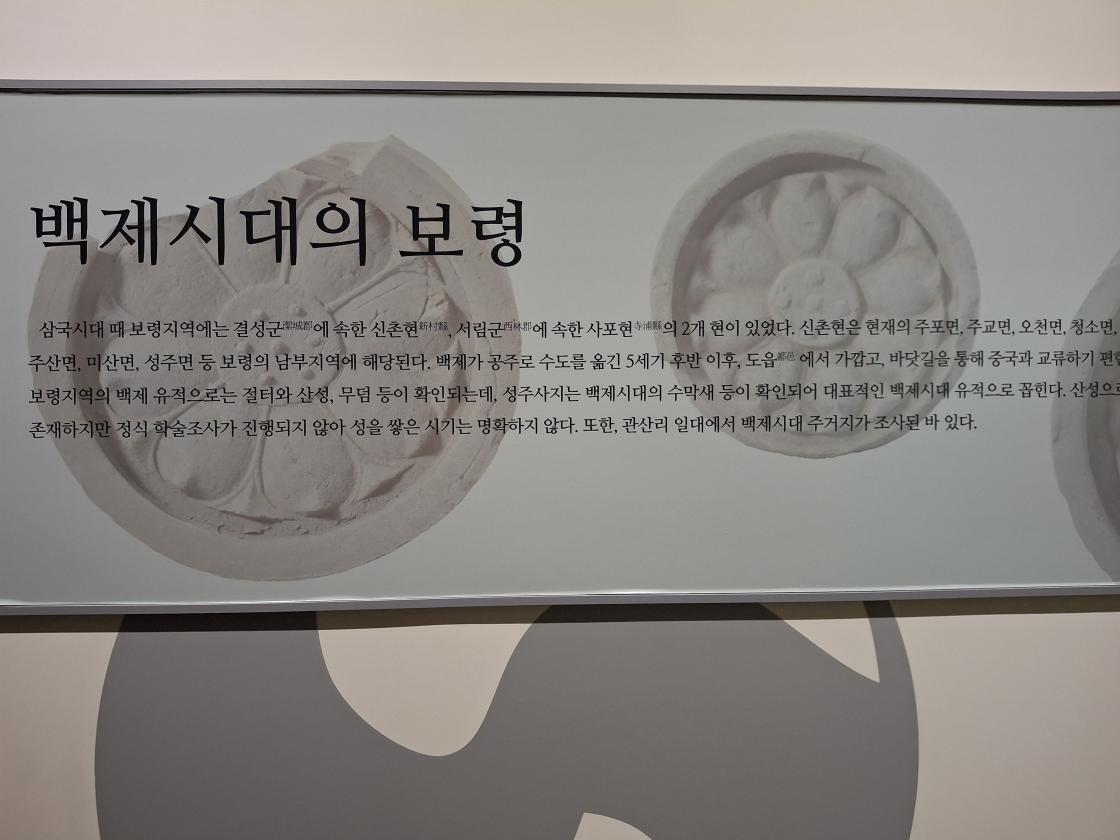 백제시대의 보령
삼국시대 때 보령지역에는 결성군潔城郡에 속한 신촌현新村縣, 서림군西林郡에 속한 사포현寺浦縣의 2개 현이 있었다. 신촌현은 현재의 주포면, 주교면, 오천면, 청소면,
주산면, 미산면, 성주면 등 보령의 남부지역에 해당된다. 백제가 공주로 수도를 옮긴 5세기 후반 이후, 도읍都邑에서 가깝고, 바닷길을 통해 중국과 교류하기
보령지역의 백제 유적으로는 절터와 산성, 무덤 등이 확인되는데, 성주사지는 백제시대의 수막새 등이 확인되어 대표적인 백제시대 유적으로 꼽힌다.
존재하지만 정식 학술조사가 진행되지 않아 성을 쌓은 시기는 명확하지 않다. 또한, 관산리 일대에서 백제시대 주거지가 조사된 바 있다.